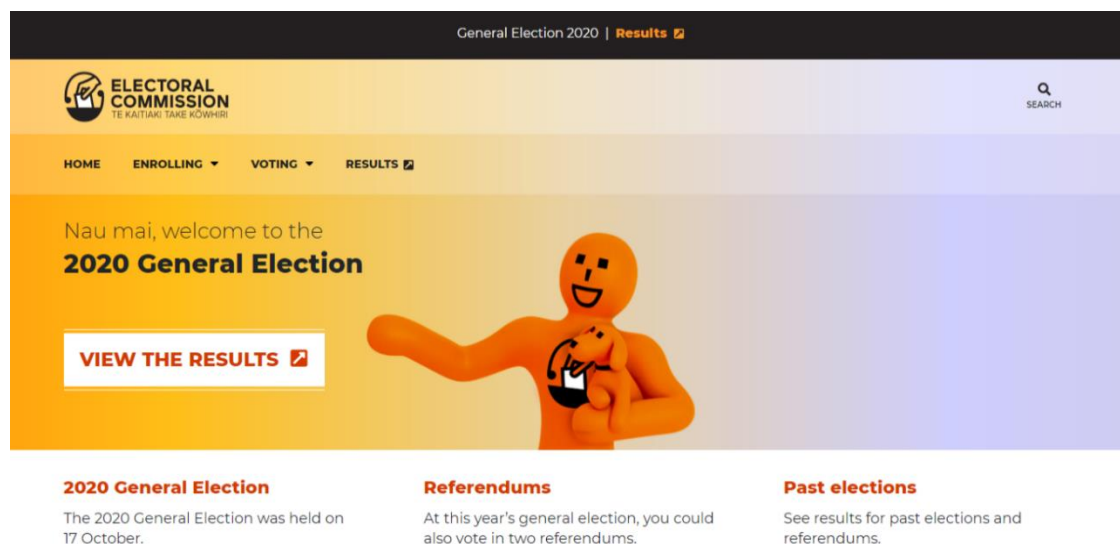 General Election 2020 | Results
ELECTORAL
COMMISSION
TE KAITIAKI TAKE KŌWHIRI
SEARCH
HOME ENROLLING VOTING RESULTS
Nau mai, welcome to the
2020 General Election
VIEW THE RESULTS
2020 General Election
The 2020 General Election was held on
17 October.
Referendums
At this year's general election, you could
also vote in two referendums.
Past elections
See results for past elections and
referendums.